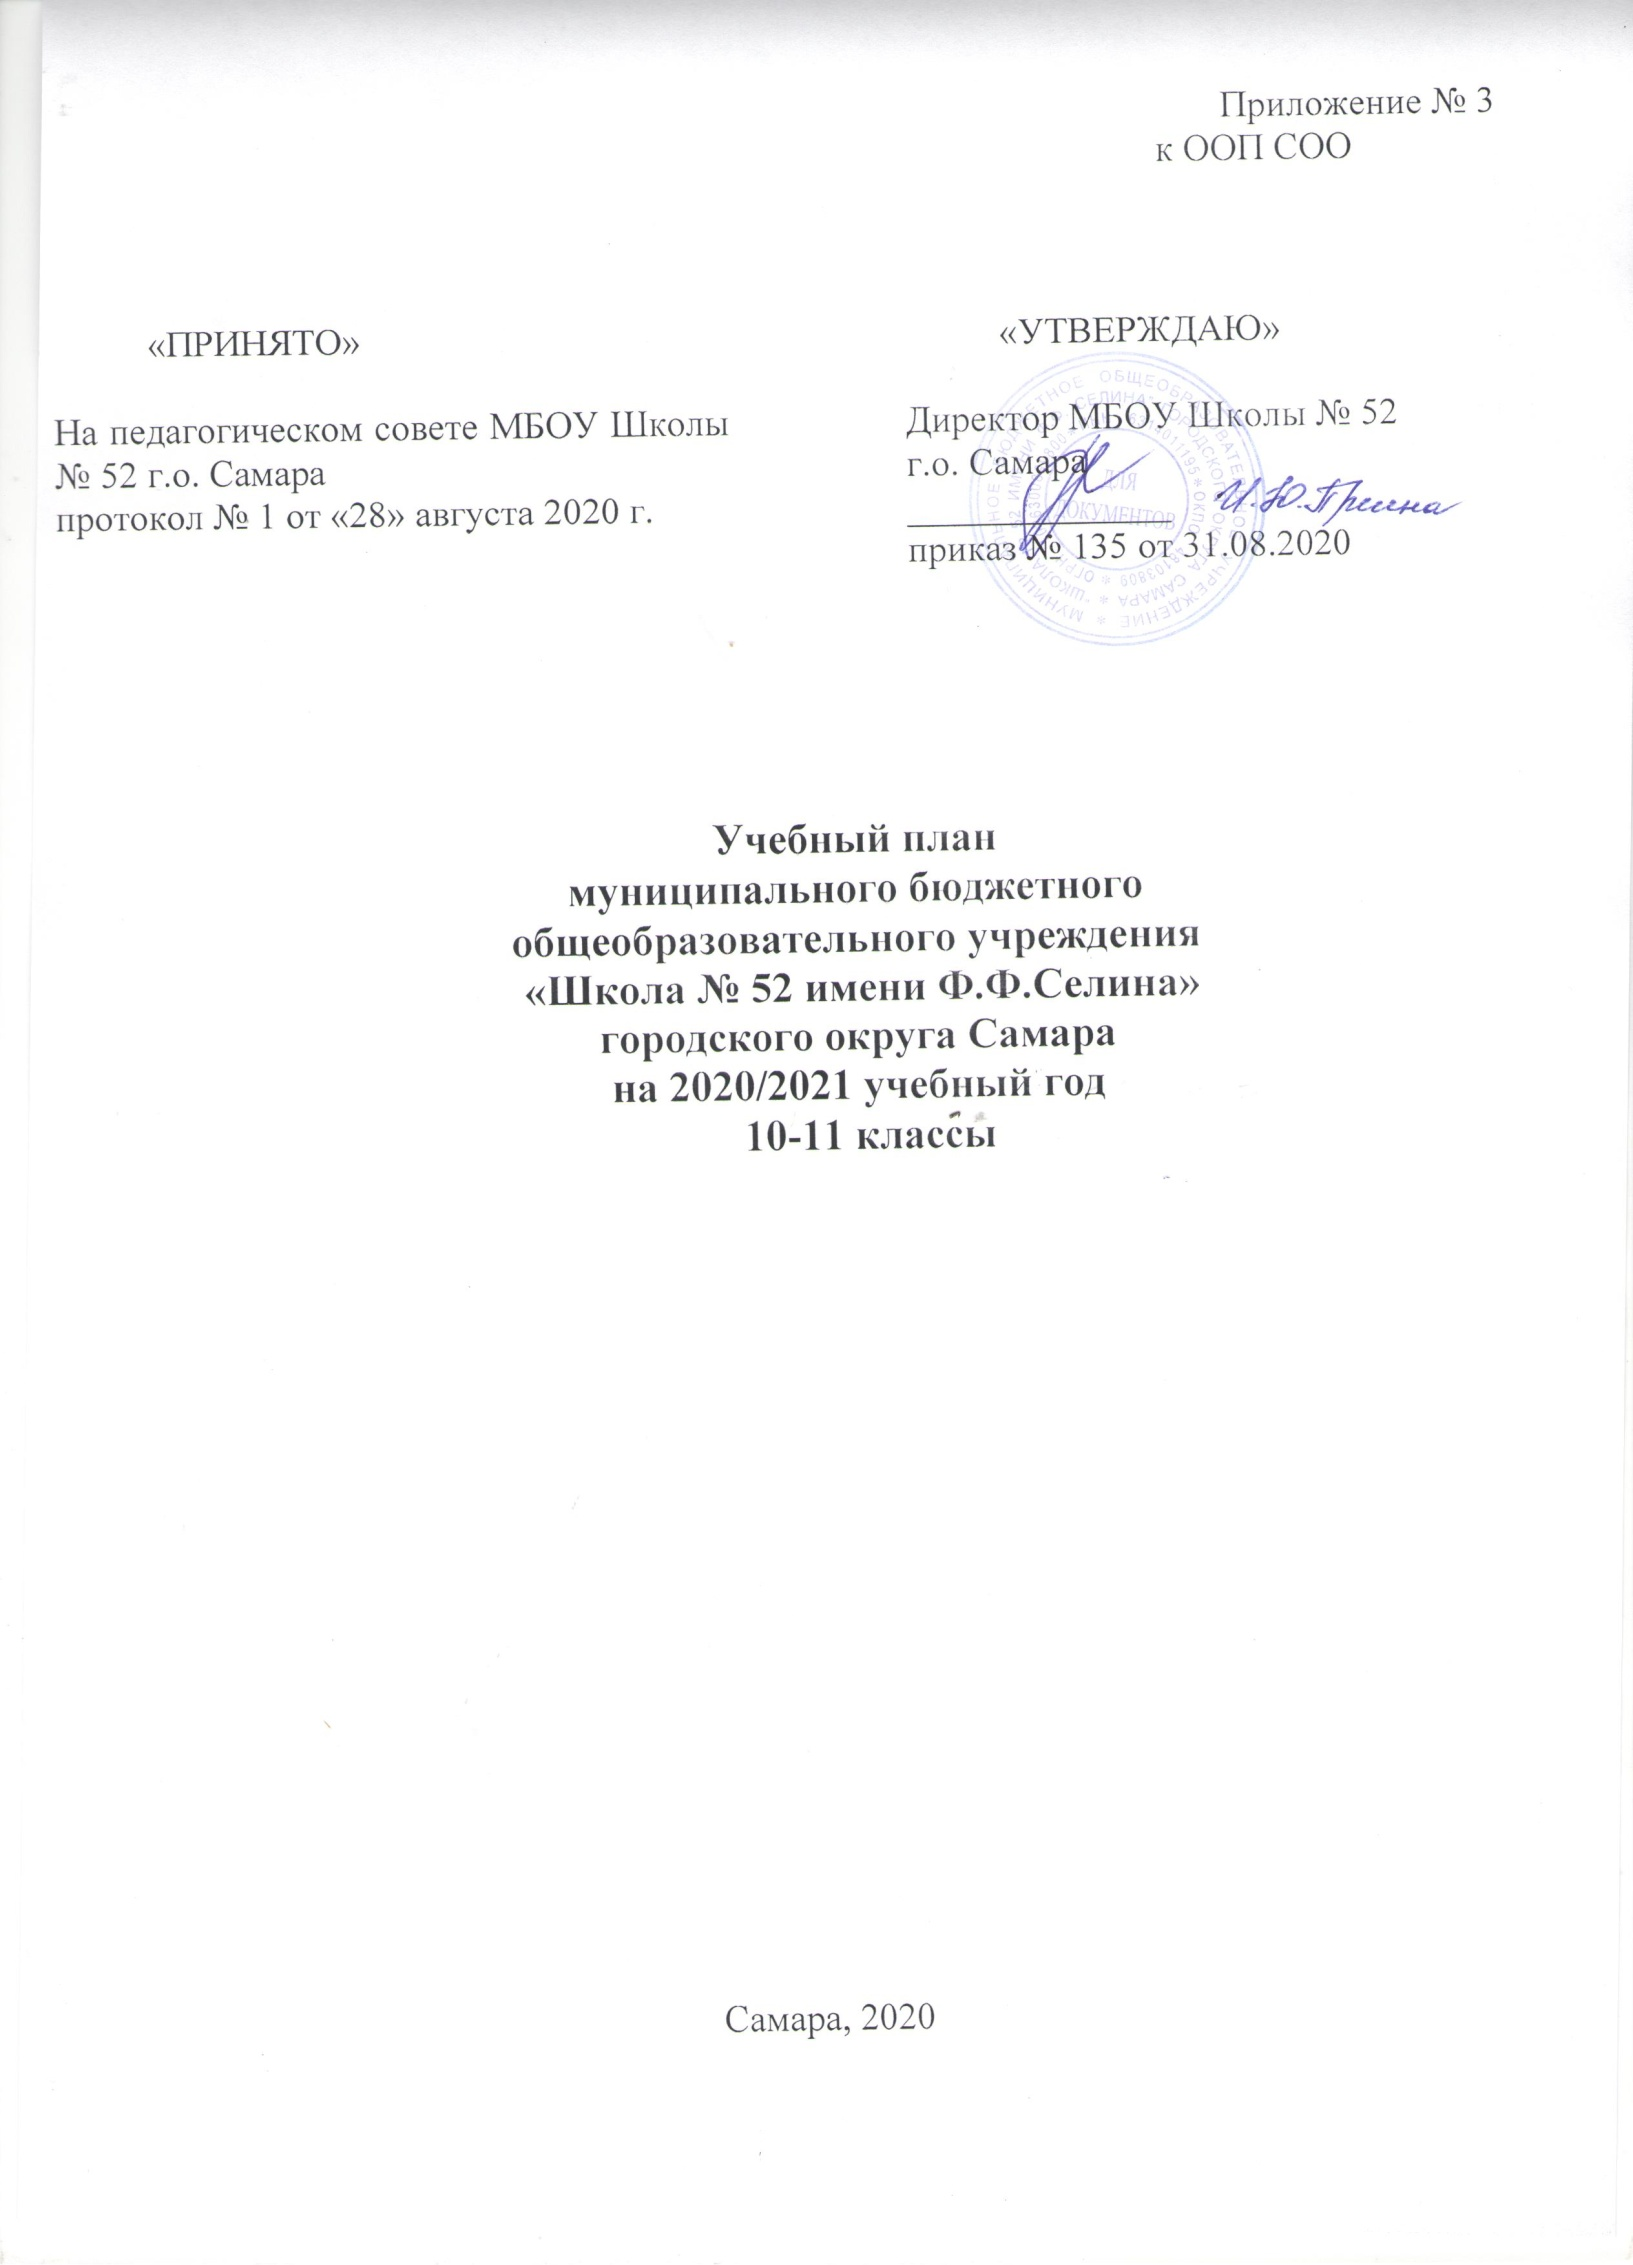 Приложение № 3
к ООП СОО
«ПРИНЯТО»
На педагогическом совете МБОУ Школы
№ 52 г.о. Самара
протокол № 1 от «28» августа 2020 г.
«УТВЕРЖДАЮ»
Директор МБОУ Школы № 52
г.о. Самара
И.Ю.
приказ № 135 от 31.08.2020
ДЛЯ
ДОКУМЕНТОВ
Учебный план
муниципального бюджетного
общеобразовательного учреждения
«Школа № 52 имени Ф.Ф.Селина»
городского округа Самара
на 2020/2021 учебный год
10-11 классы
Самара, 2020